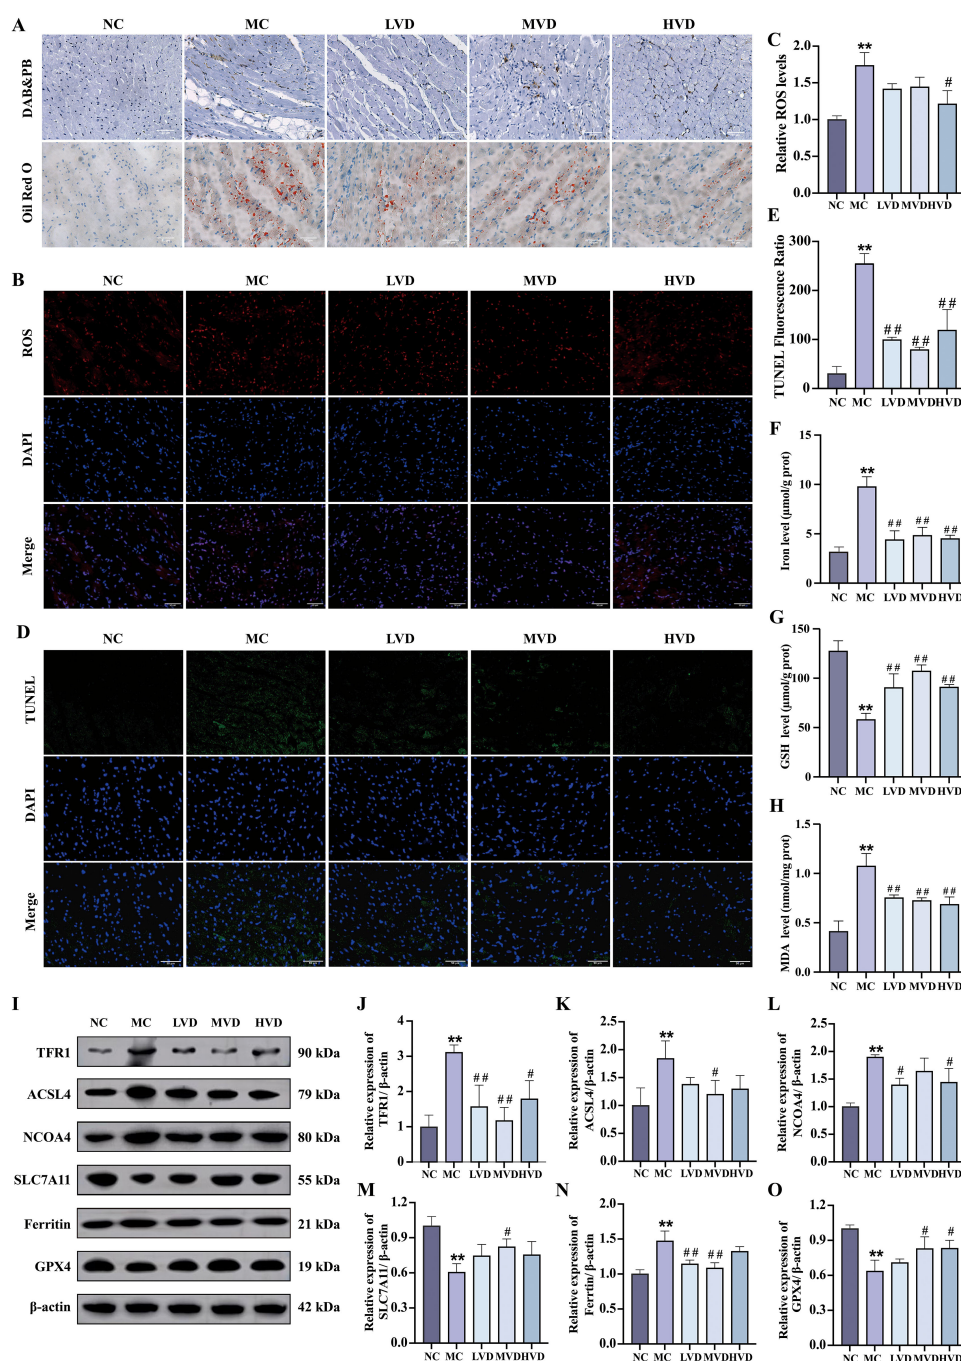 A
NC MC LVD MVD HVD
DAB&PB
Oil Red O
B
NC MC LVD MVD HVD
ROS
DAPI
Merge
D
NC MC LVD MVD HVD
TUNEL
DAPI
Merge
C
Relative ROS levels
2.0
1.5
1.0
0.5
0.0
**
#
NC MC LVD MVD HVD
E
TUNEL Fluorescence Ratio
300
200
100
0
**
## ## ##
NC MC LVD MVD HVD
F
Iron level (μmol/g prot)
15
10
5
0
**
## ## ##
NC MC LVD MVD HVD
G
GSH level (μmol/g prot)
150
100
50
0
**
## ## ##
NC MC LVD MVD HVD
H
MDA level (nmol/mg prot)
1.5
1.0
0.5
0.0
**
## ## ##
NC MC LVD MVD HVD
I
NC MC LVD MVD HVD
TFR1 90 kDa
ACSL4 79 kDa
NCOA4 80 kDa
SLC7A11 55 kDa
Ferritin 21 kDa
GPX4 19 kDa
β-actin 42 kDa
J
Relative expression of
TFR1/ β-actin
4
3
2
1
0
**
## ## #
NC MC LVD MVD HVD
K
Relative expression of
ACSL4/ β-actin
2.5
2.0
1.5
1.0
0.5
0.0
**
#
NC MC LVD MVD HVD
L
Relative expression of
NCOA4/ β-actin
2.5
2.0
1.5
1.0
0.5
0.0
**
# #
NC MC LVD MVD HVD
M
Relative expression of
SLC7A11/ β-actin
1.2
0.9
0.6
0.3
0.0
**
#
NC MC LVD MVD HVD
N
Relative expression of
Ferrtin/ β-actin
2.0
1.5
1.0
0.5
0.0
**
## ##
NC MC LVD MVD HVD
O
Relative expression of
GPX4/ β-actin
1.2
0.6
0.4
0.0
**
# #
NC MC LVD MVD HVD